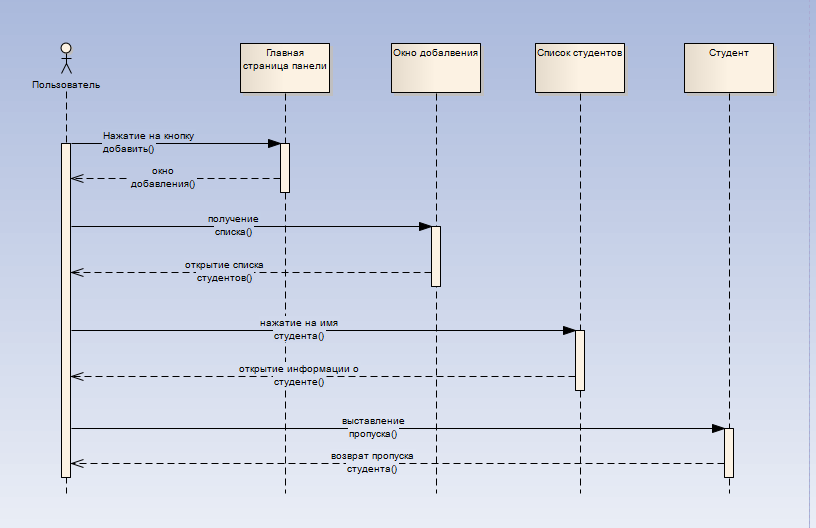 Пользователь
Главная
страница панели
Окно добалвения
Список студентов
Студент
Нажатие на кнопку
добавить()
окно
добавления()
получение
списка()
открытие списка
студентов()
нажатие на имя
студента()
открытие информации о
студенте()
выставление
пропуска()
возврат пропуска
студента()